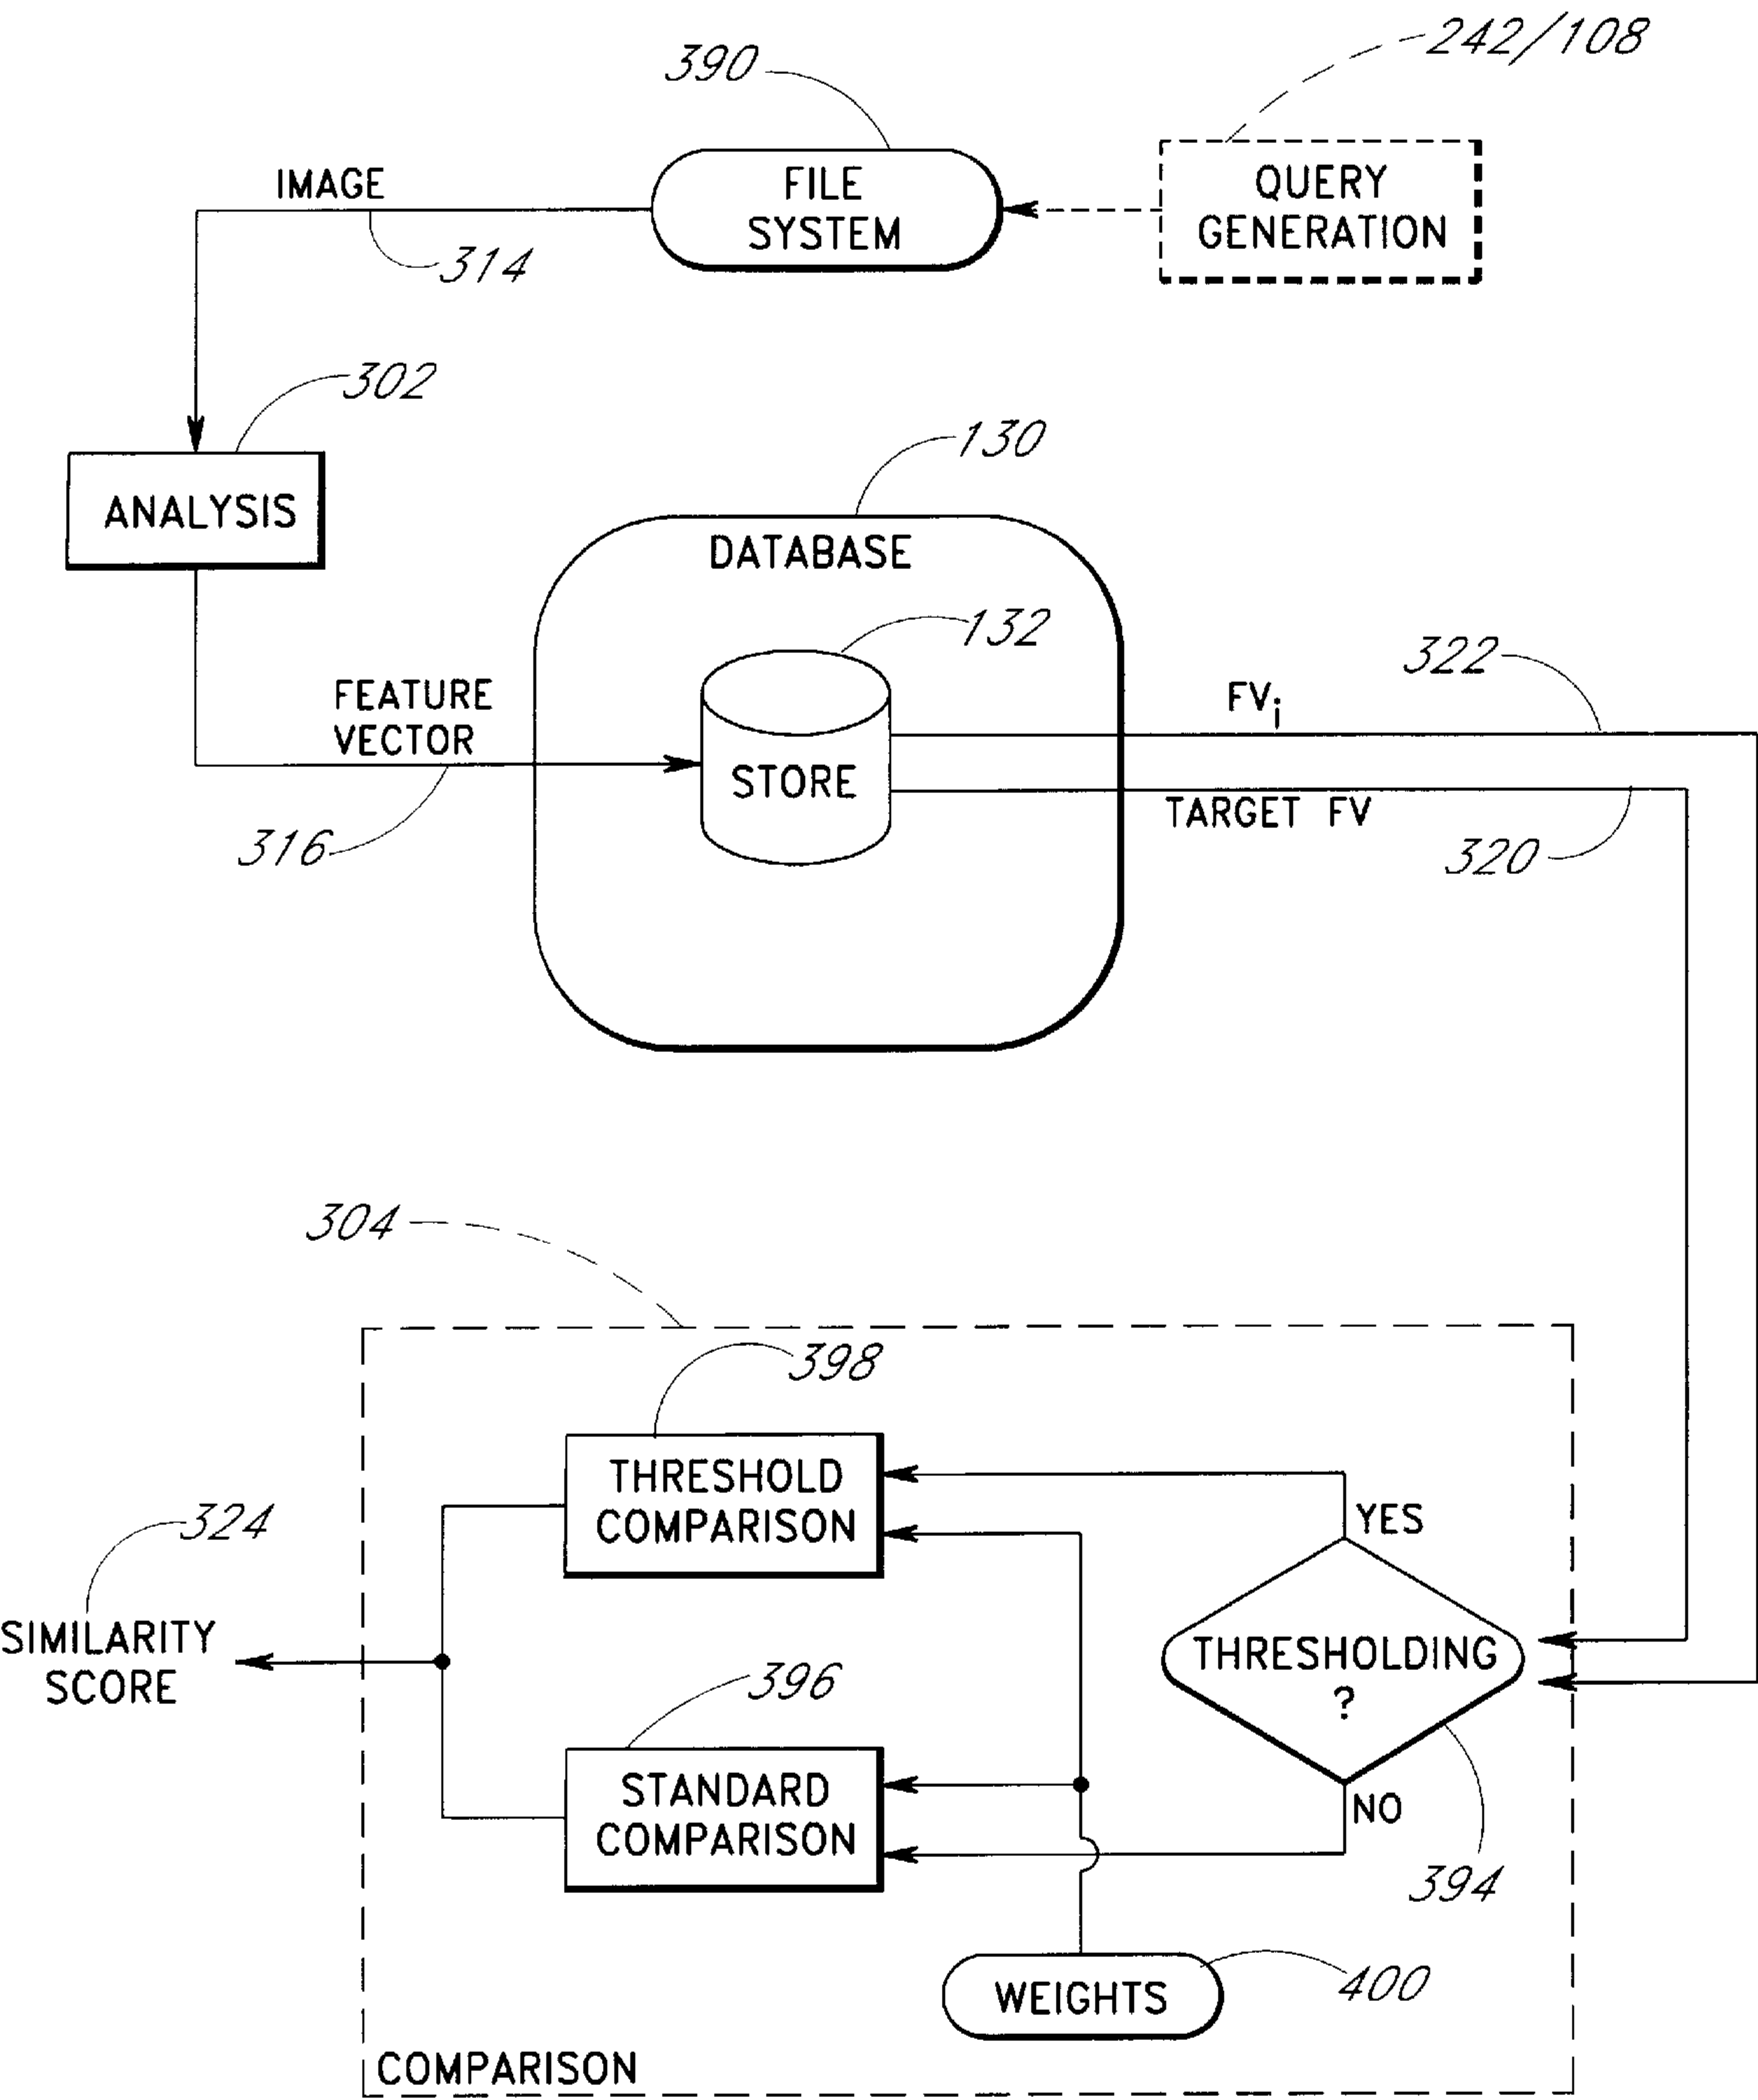 242/108
390
FILE
SYSTEM
QUERY
GENERATION
IMAGE
314
302
ANALYSIS
130
DATABASE
132
STORE
FEATURE
VECTOR
316
322
FVi
TARGET FV
320
304
398
THRESHOLD
COMPARISON
YES
324
SIMILARITY
SCORE
THRESHOLDING
?
396
STANDARD
COMPARISON
NO
394
WEIGHTS
400
COMPARISON